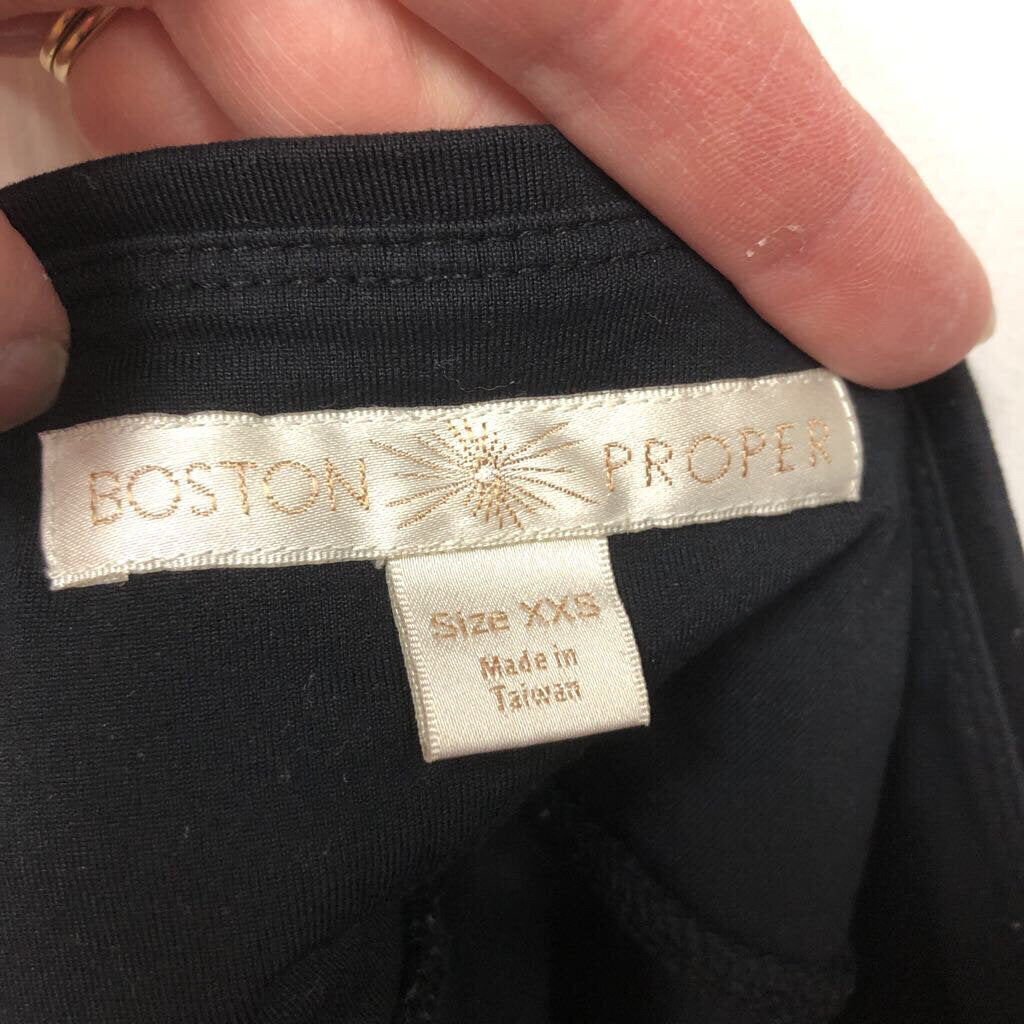 BOSTON PROPER
Size XXS
Made in
Taiwan